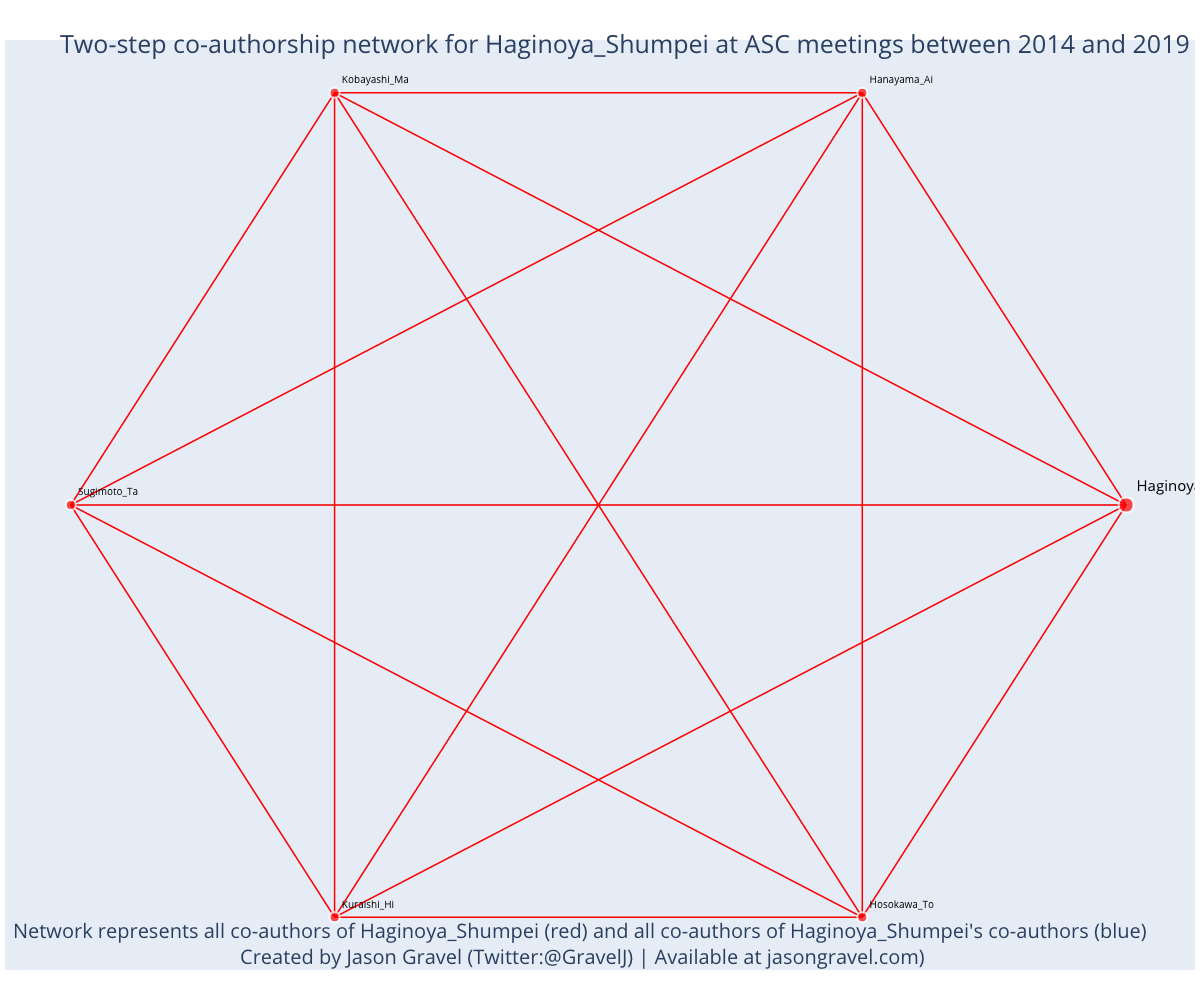 Two-step co-authorship network for Haginoya_Shumpei at ASC meetings between 2014 and 2019
Kobayashi_Ma
Hanayama_Ai
Sugimoto_Ta
Haginoya
Kuraishi_Hi
Hosokawa_To
Network represents all co-authors of Haginoya_Shumpei (red) and all co-authors of Haginoya_Shumpei's co-authors (blue)
Created by Jason Gravel (Twitter:@GravelJ) | Available at jasongravel.com)